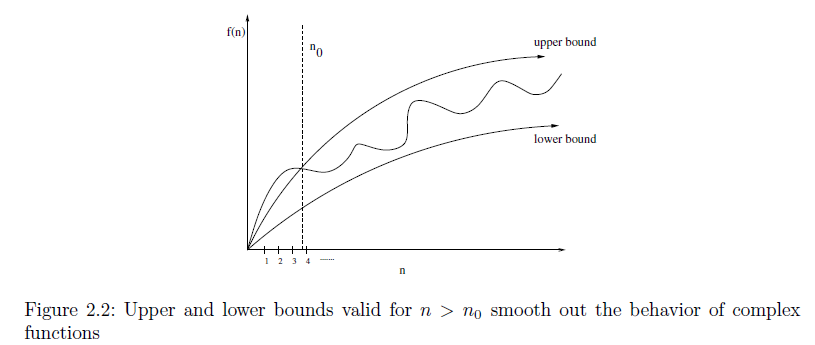 f(n)
n0
upper bound
lower bound
1 2 3 4 ......
n
Figure 2.2: Upper and lower bounds valid for n > n0 smooth out the behavior of complex
functions